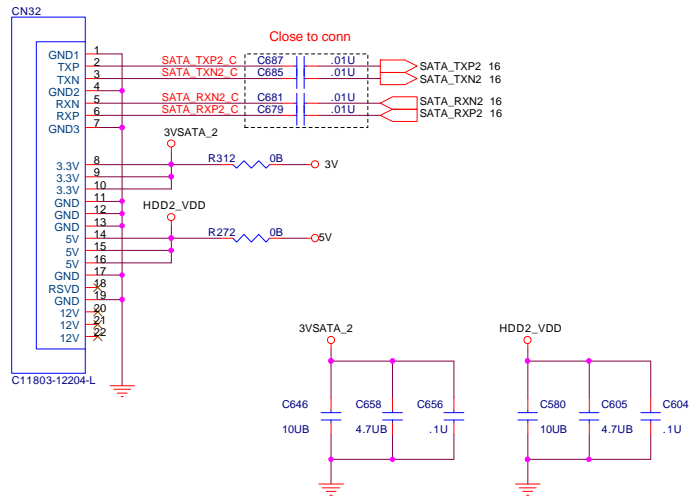 CN32
Close to conn
GND1 1
TXP 2 SATA_TXP2_C C687 .01U SATA_TXP2 16
TXN 3 SATA_TXN2_C C685 .01U SATA_TXN2 16
GND2 4
RXN 5 SATA_RXN2_C C681 .01U SATA_RXN2 16
RXP 6 SATA_RXP2_C C679 .01U SATA_RXP2 16
GND3 7
3VSATA_2
3.3V 8 R312 0B 3V
3.3V 9
3.3V 10
GND 11
GND 12 HDD2_VDD
GND 13
5V 14 R272 0B 5V
5V 15
5V 16
GND 17
RSVD 18
GND 19
12V 20
12V 21
12V 22
C11803-12204-L
3VSATA_2 HDD2_VDD
C646 C658 C656 C580 C605 C604
10UB 4.7UB .1U 10UB 4.7UB .1U